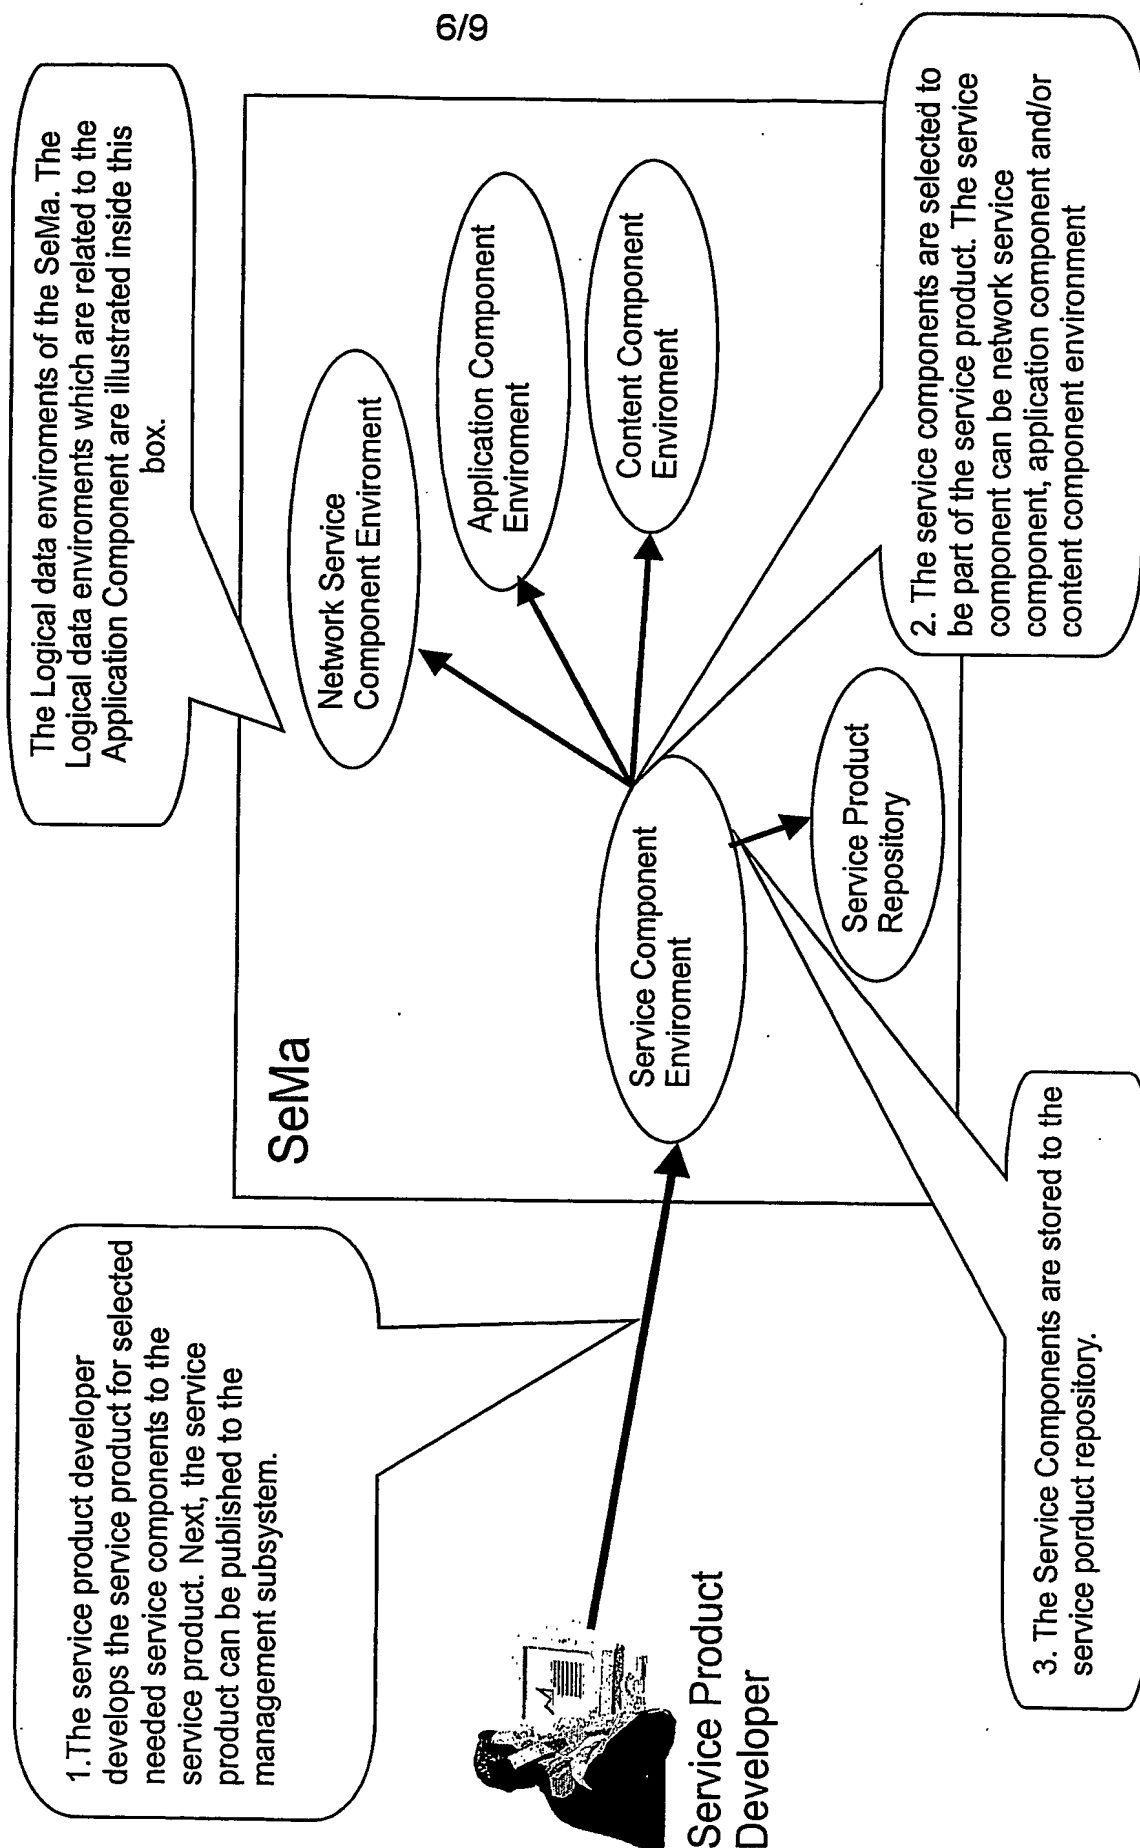 6/9
1.The service product developer
develops the service product for selected
needed service components to the
service product. Next, the service
product can be published to the
management subsystem.
The Logical data enviroments of the SeMa. The
Logical data enviroments which are related to the
Application Component are illustrated inside this
box.
SeMa
Network Service
Component Enviroment
Application Component
Enviroment
Content Component
Enviroment
Service Component
Enviroment
Service Product
Repository
Service Product
Developer
2. The service components are selected to
be part of the service product. The service
component can be network service
component, application component and/or
content component environment
3. The Service Components are stored to the
service porduct repository.